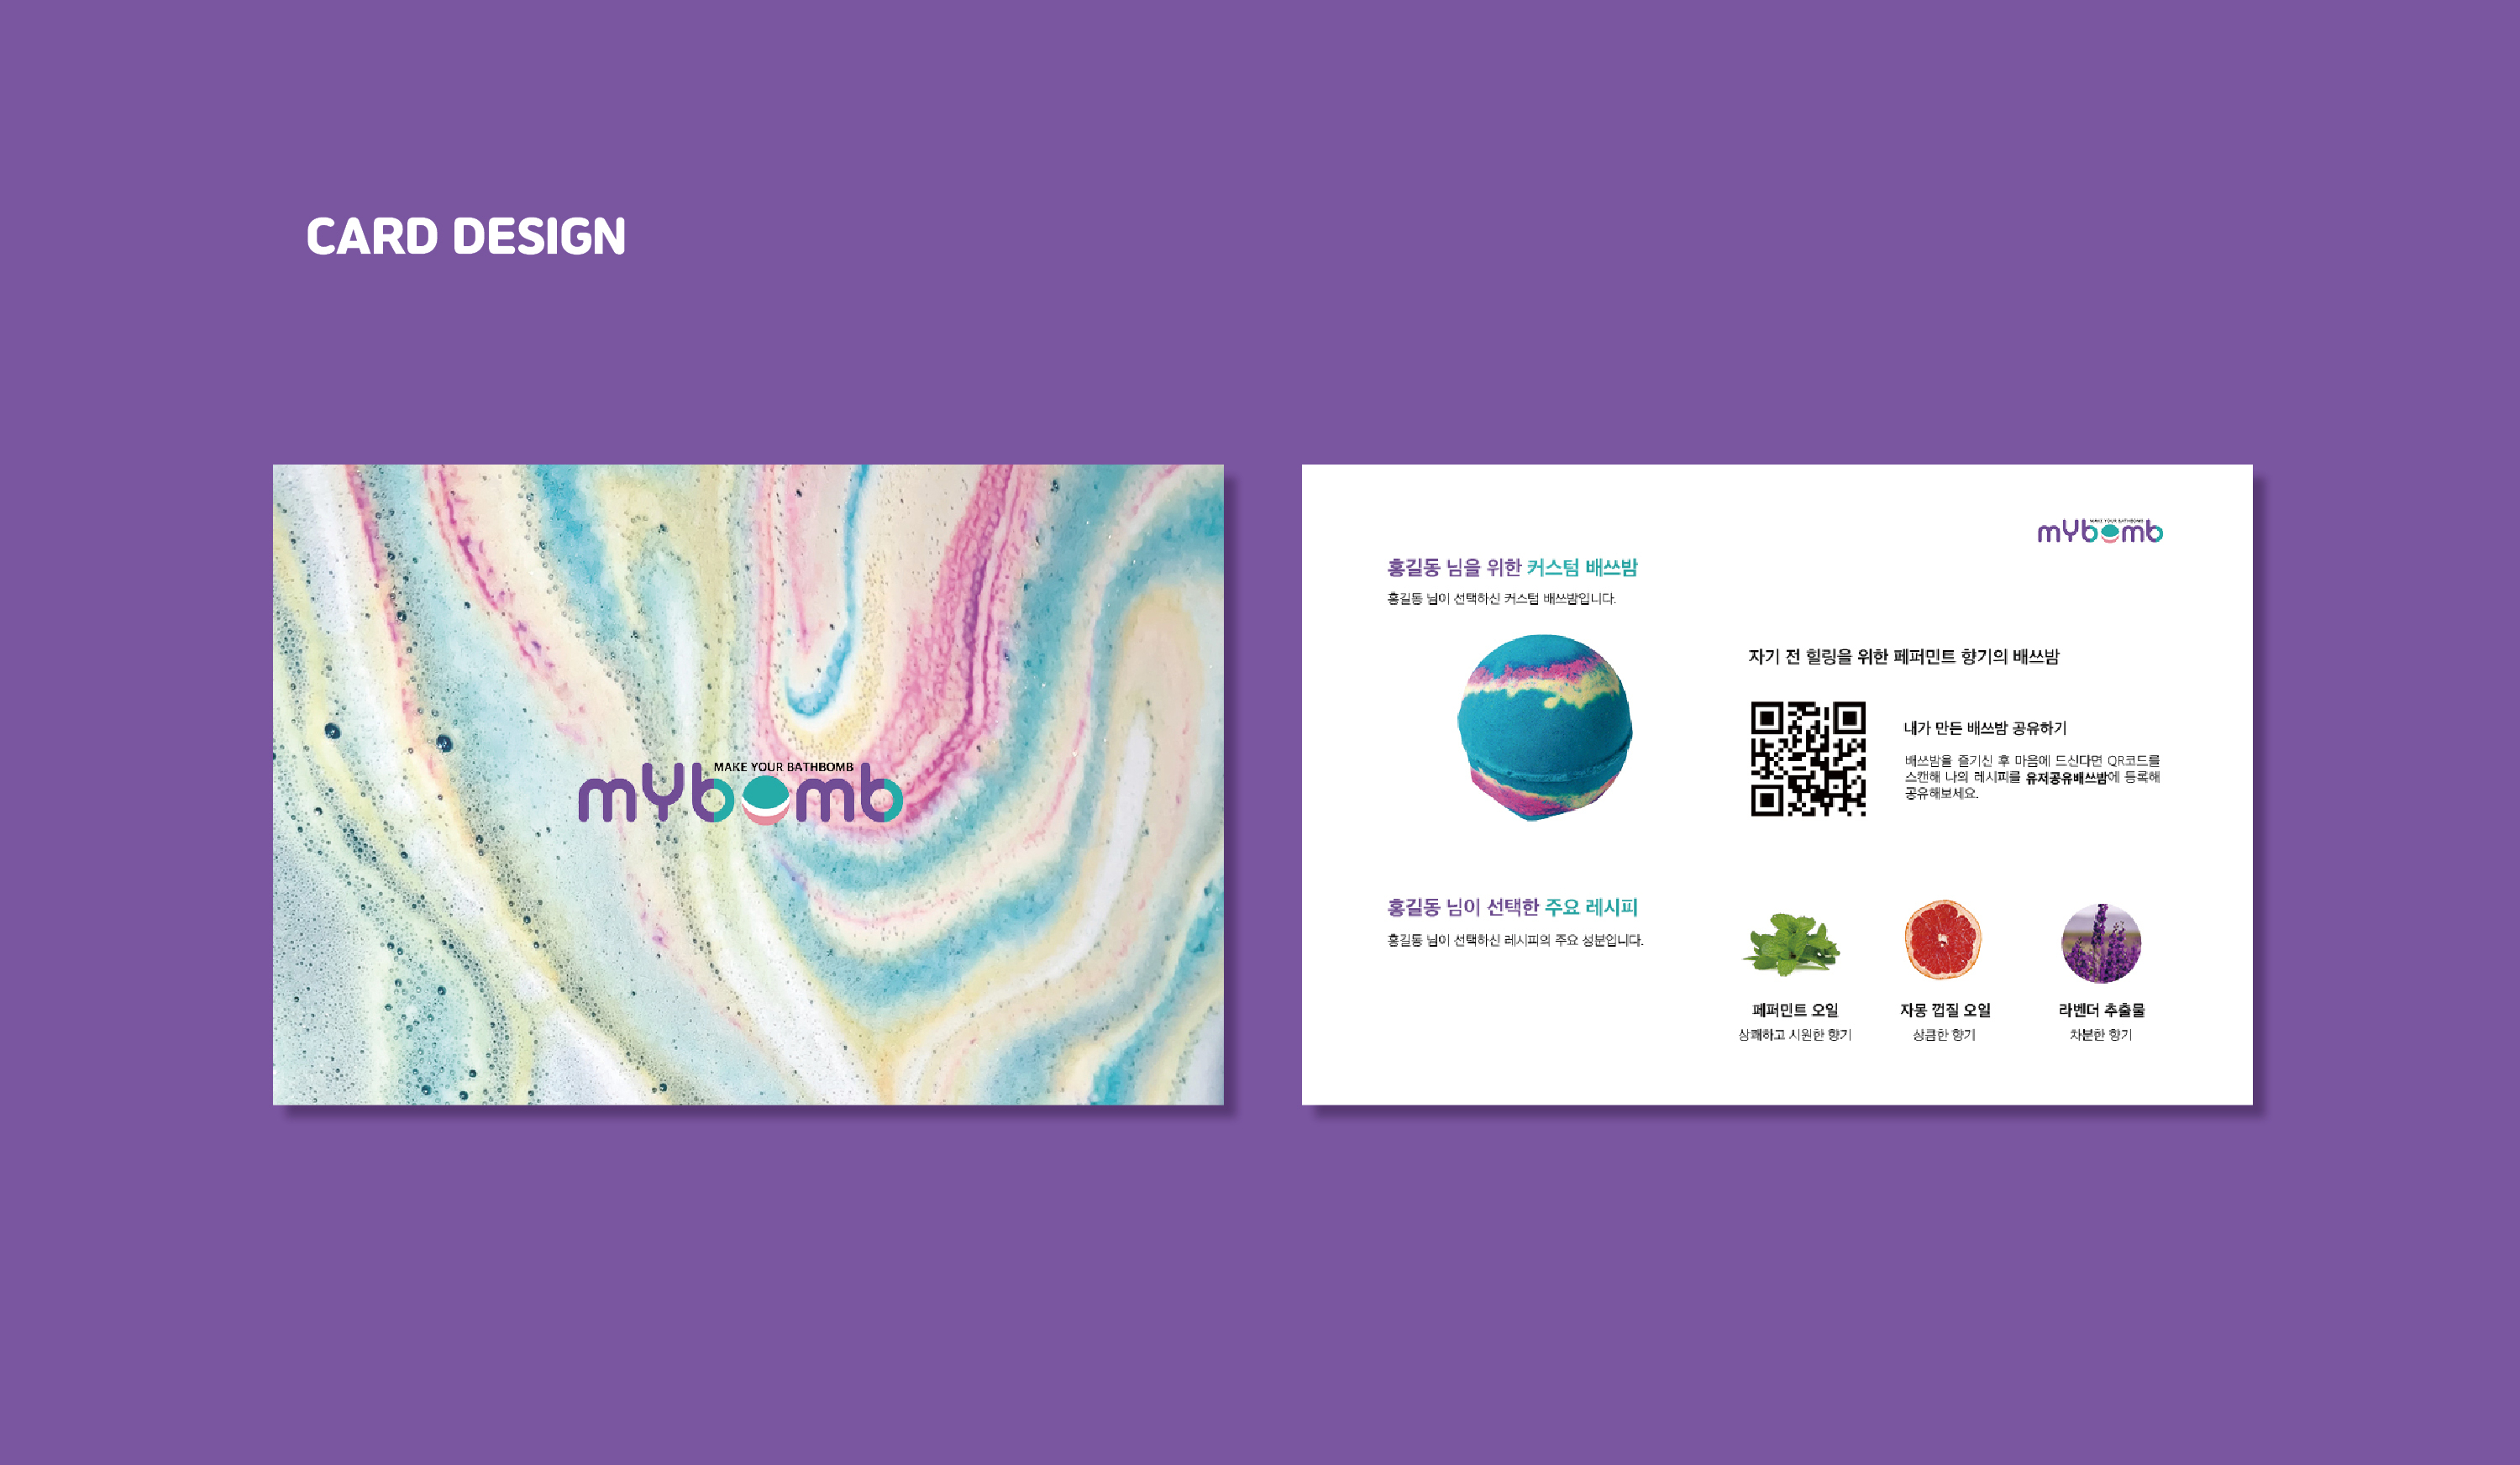 CARD DESIGN
MAKE YOUR BATHBOMB
mybomb
MAKE YOUR BATHBOMB
mybomb
홍길동 님을 위한 커스텀 배쓰밤
홍길동 님이 선택하신 커스텀 배쓰밤입니다.
자기 전 힐링을 위한 페퍼민트 향기의 배쓰밤
내가 만든 배쓰밤 공유하기
배쓰밤을 즐기신 후 마음에 드신다면 QR코드를
스캔해 나의 레시피를 유저공유배쓰밤에 등록해
공유해보세요.
홍길동 님이 선택한 주요 레시피
홍길동 님이 선택하신 레시피의 주요 성분입니다.
페퍼민트 오일
상쾌하고 시원한 향기
자몽 껍질 오일
상큼한 향기
라벤더 추출물
차분한 향기